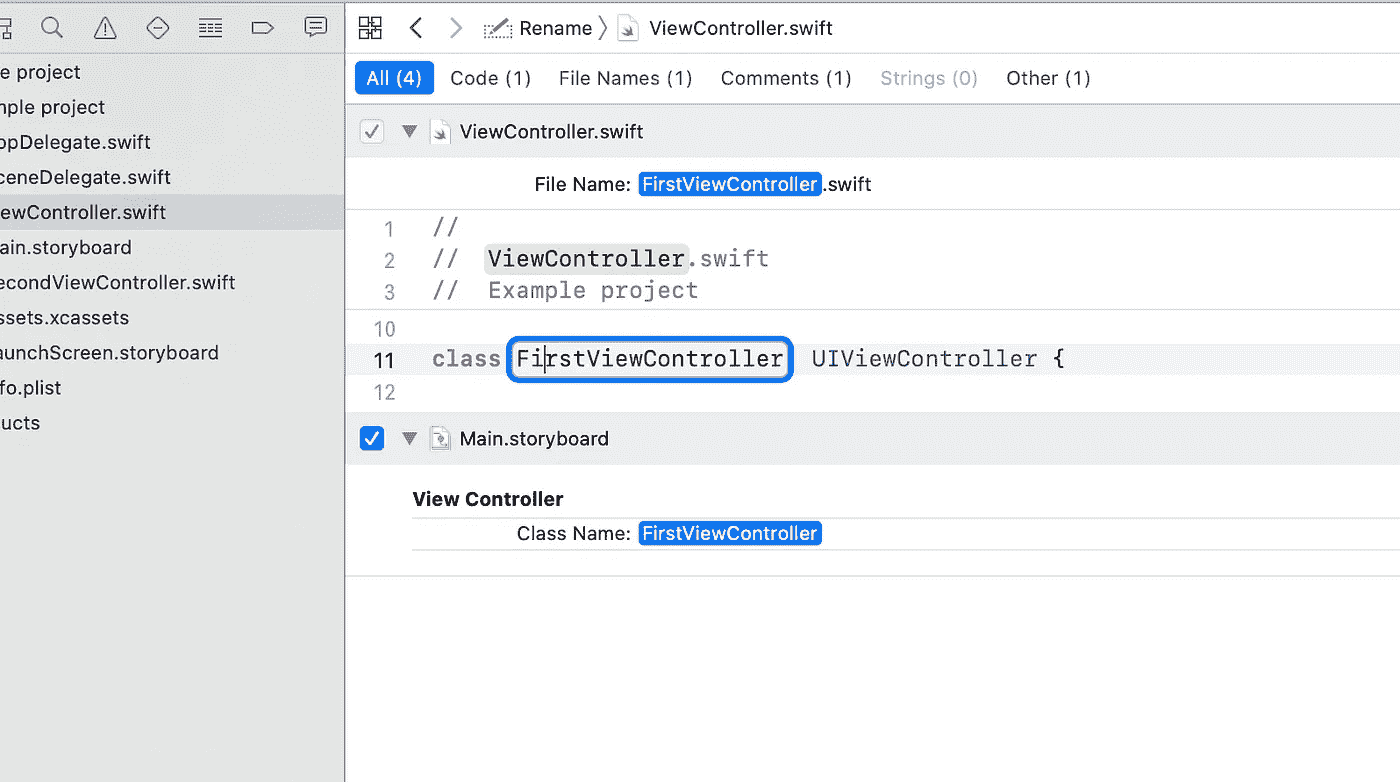 Rename ViewController.swift
All (4) Code (1) File Names (1) Comments (1) Strings (0) Other (1)
e project
nple project
opDelegate.swift
ceneDelegate.swift
ewController.swift
ain.storyboard
econdViewController.swift
ssets.xcassets
aunchScreen.storyboard
fo.plist
ucts
ViewController.swift
File Name: FirstViewController.swift
1 //
2 // ViewController.swift
3 // Example project
10
11 class FirstViewController UIViewController {
12
Main.storyboard
View Controller
Class Name: FirstViewController